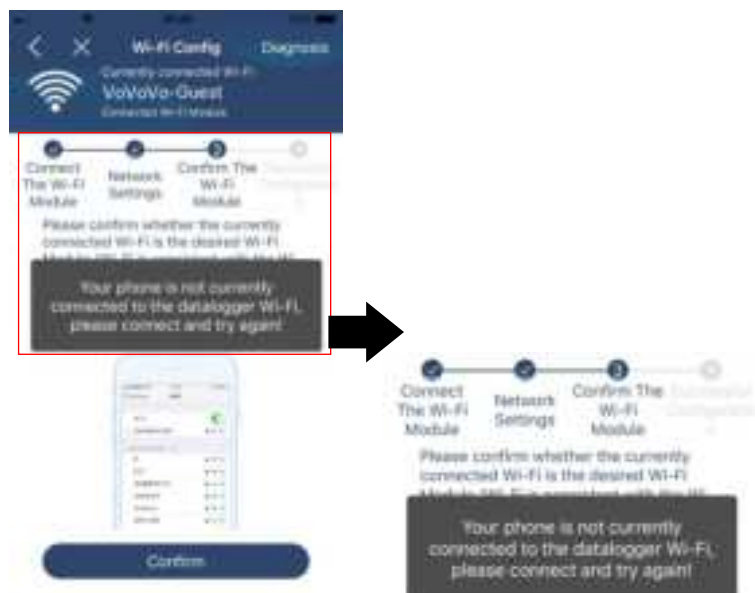 Wi-Fi Config
Diagnosis
Currently connected Wi-Fi
VoVoVo-Guest
Connected Wi-Fi Module
Connect
The Wi-Fi
Module
Network
Settings
3
Confirm The
Wi-Fi
Module
Please confirm whether the currently
connected Wi-Fi is the desired Wi-Fi
Your phone is not currently
connected to the datalogger Wi-Fi,
please connect and try again!
Confirm
Connect
The Wi-Fi
Module
Network
Settings
3
Confirm The
Wi-Fi
Module
Please confirm whether the currently
connected Wi-Fi is the desired Wi-Fi
Your phone is not currently
connected to the datalogger Wi-Fi,
please connect and try again!